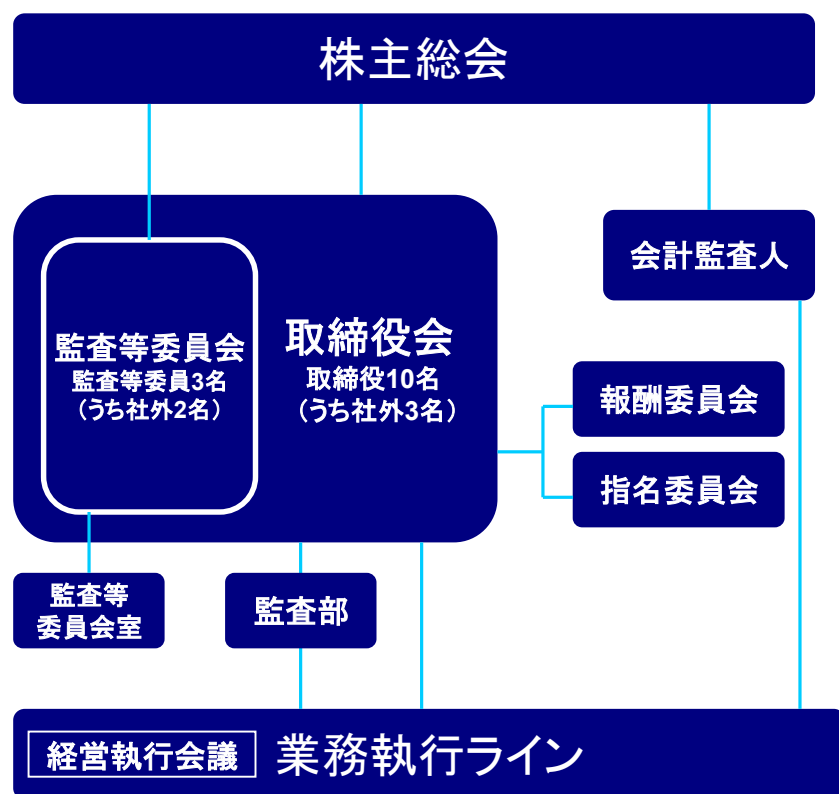 株主総会
会計監査人
監査等委員会
監査等委員3名
（うち社外2名）
取締役会
取締役10名
（うち社外3名）
報酬委員会
指名委員会
監査等
委員会室
監査部
経営執行会議
業務執行ライン